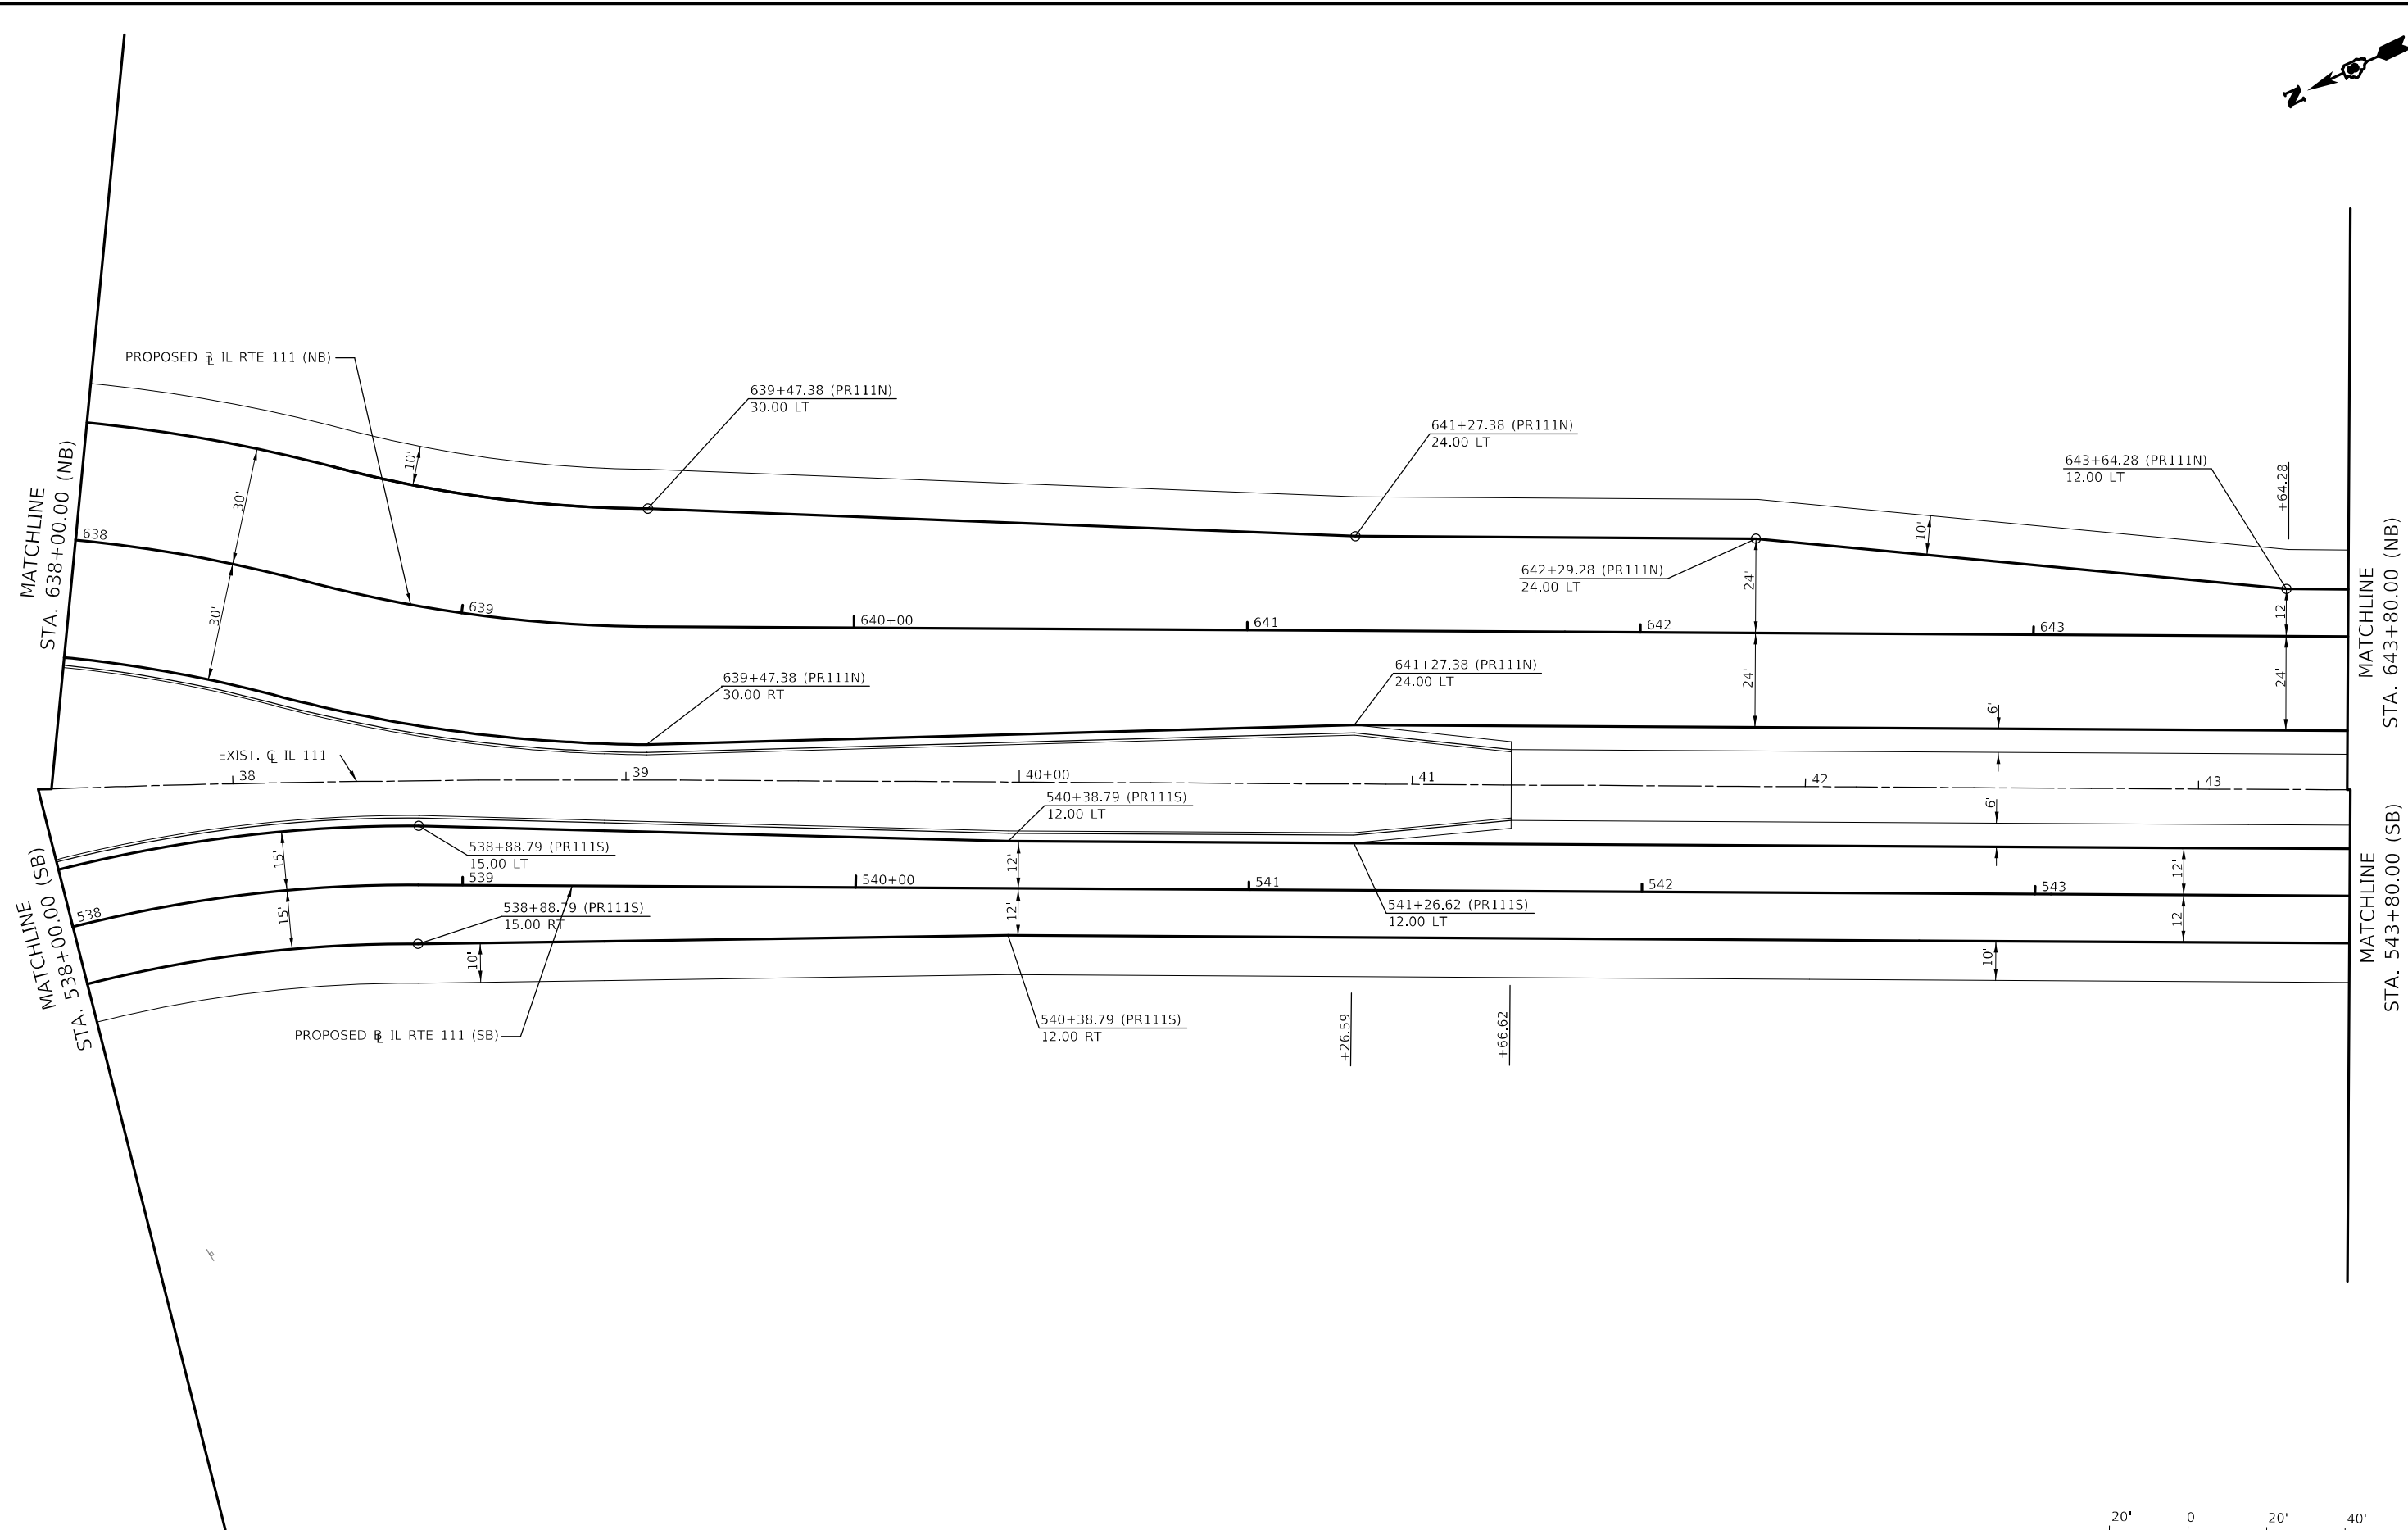 N
PROPOSED ⅊ IL RTE 111 (NB)
639+47.38 (PR111N)
30.00 LT
641+27.38 (PR111N)
24.00 LT
643+64.28 (PR111N)
12.00 LT
+64.28
10'
30'
MATCHLINE
STA. 638+00.00 (NB)
638
30'
639
640+00
641
642+29.28 (PR111N)
24.00 LT
24'
642
10'
643
12'
MATCHLINE
STA. 643+80.00 (NB)
639+47.38 (PR111N)
30.00 RT
641+27.38 (PR111N)
24.00 LT
24'
6'
24'
EXIST. ℄ IL 111
38
39
40+00
41
42
43
540+38.79 (PR111S)
12.00 LT
6'
MATCHLINE
STA. 538+00.00 (SB)
538
15'
15'
538+88.79 (PR111S)
15.00 LT
539
540+00
12'
12'
541
542
543
12'
12'
MATCHLINE
STA. 543+80.00 (SB)
538+88.79 (PR111S)
15.00 RT
541+26.62 (PR111S)
12.00 LT
10'
10'
PROPOSED ⅊ IL RTE 111 (SB)
540+38.79 (PR111S)
12.00 RT
+26.59
+66.62
20'
0
20'
40'